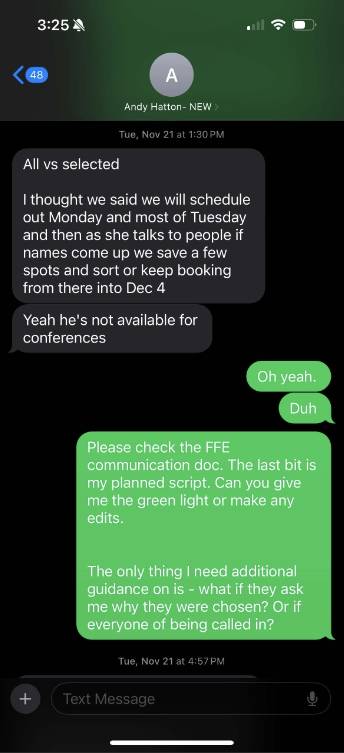 3:25
48
A
Andy Hatton- NEW
Tue, Nov 21 at 1:30 PM
All vs selected
I thought we said we will schedule
out Monday and most of Tuesday
and then as she talks to people if
names come up we save a few
spots and sort or keep booking
from there into Dec 4
Yeah he's not available for
conferences
Oh yeah.
Duh
Please check the FFE
communication doc. The last bit is
my planned script. Can you give
me the green light or make any
edits.
The only thing I need additional
guidance on is - what if they ask
me why they were chosen? Or if
everyone of being called in?
Tue, Nov 21 at 4:57 PM
Text Message